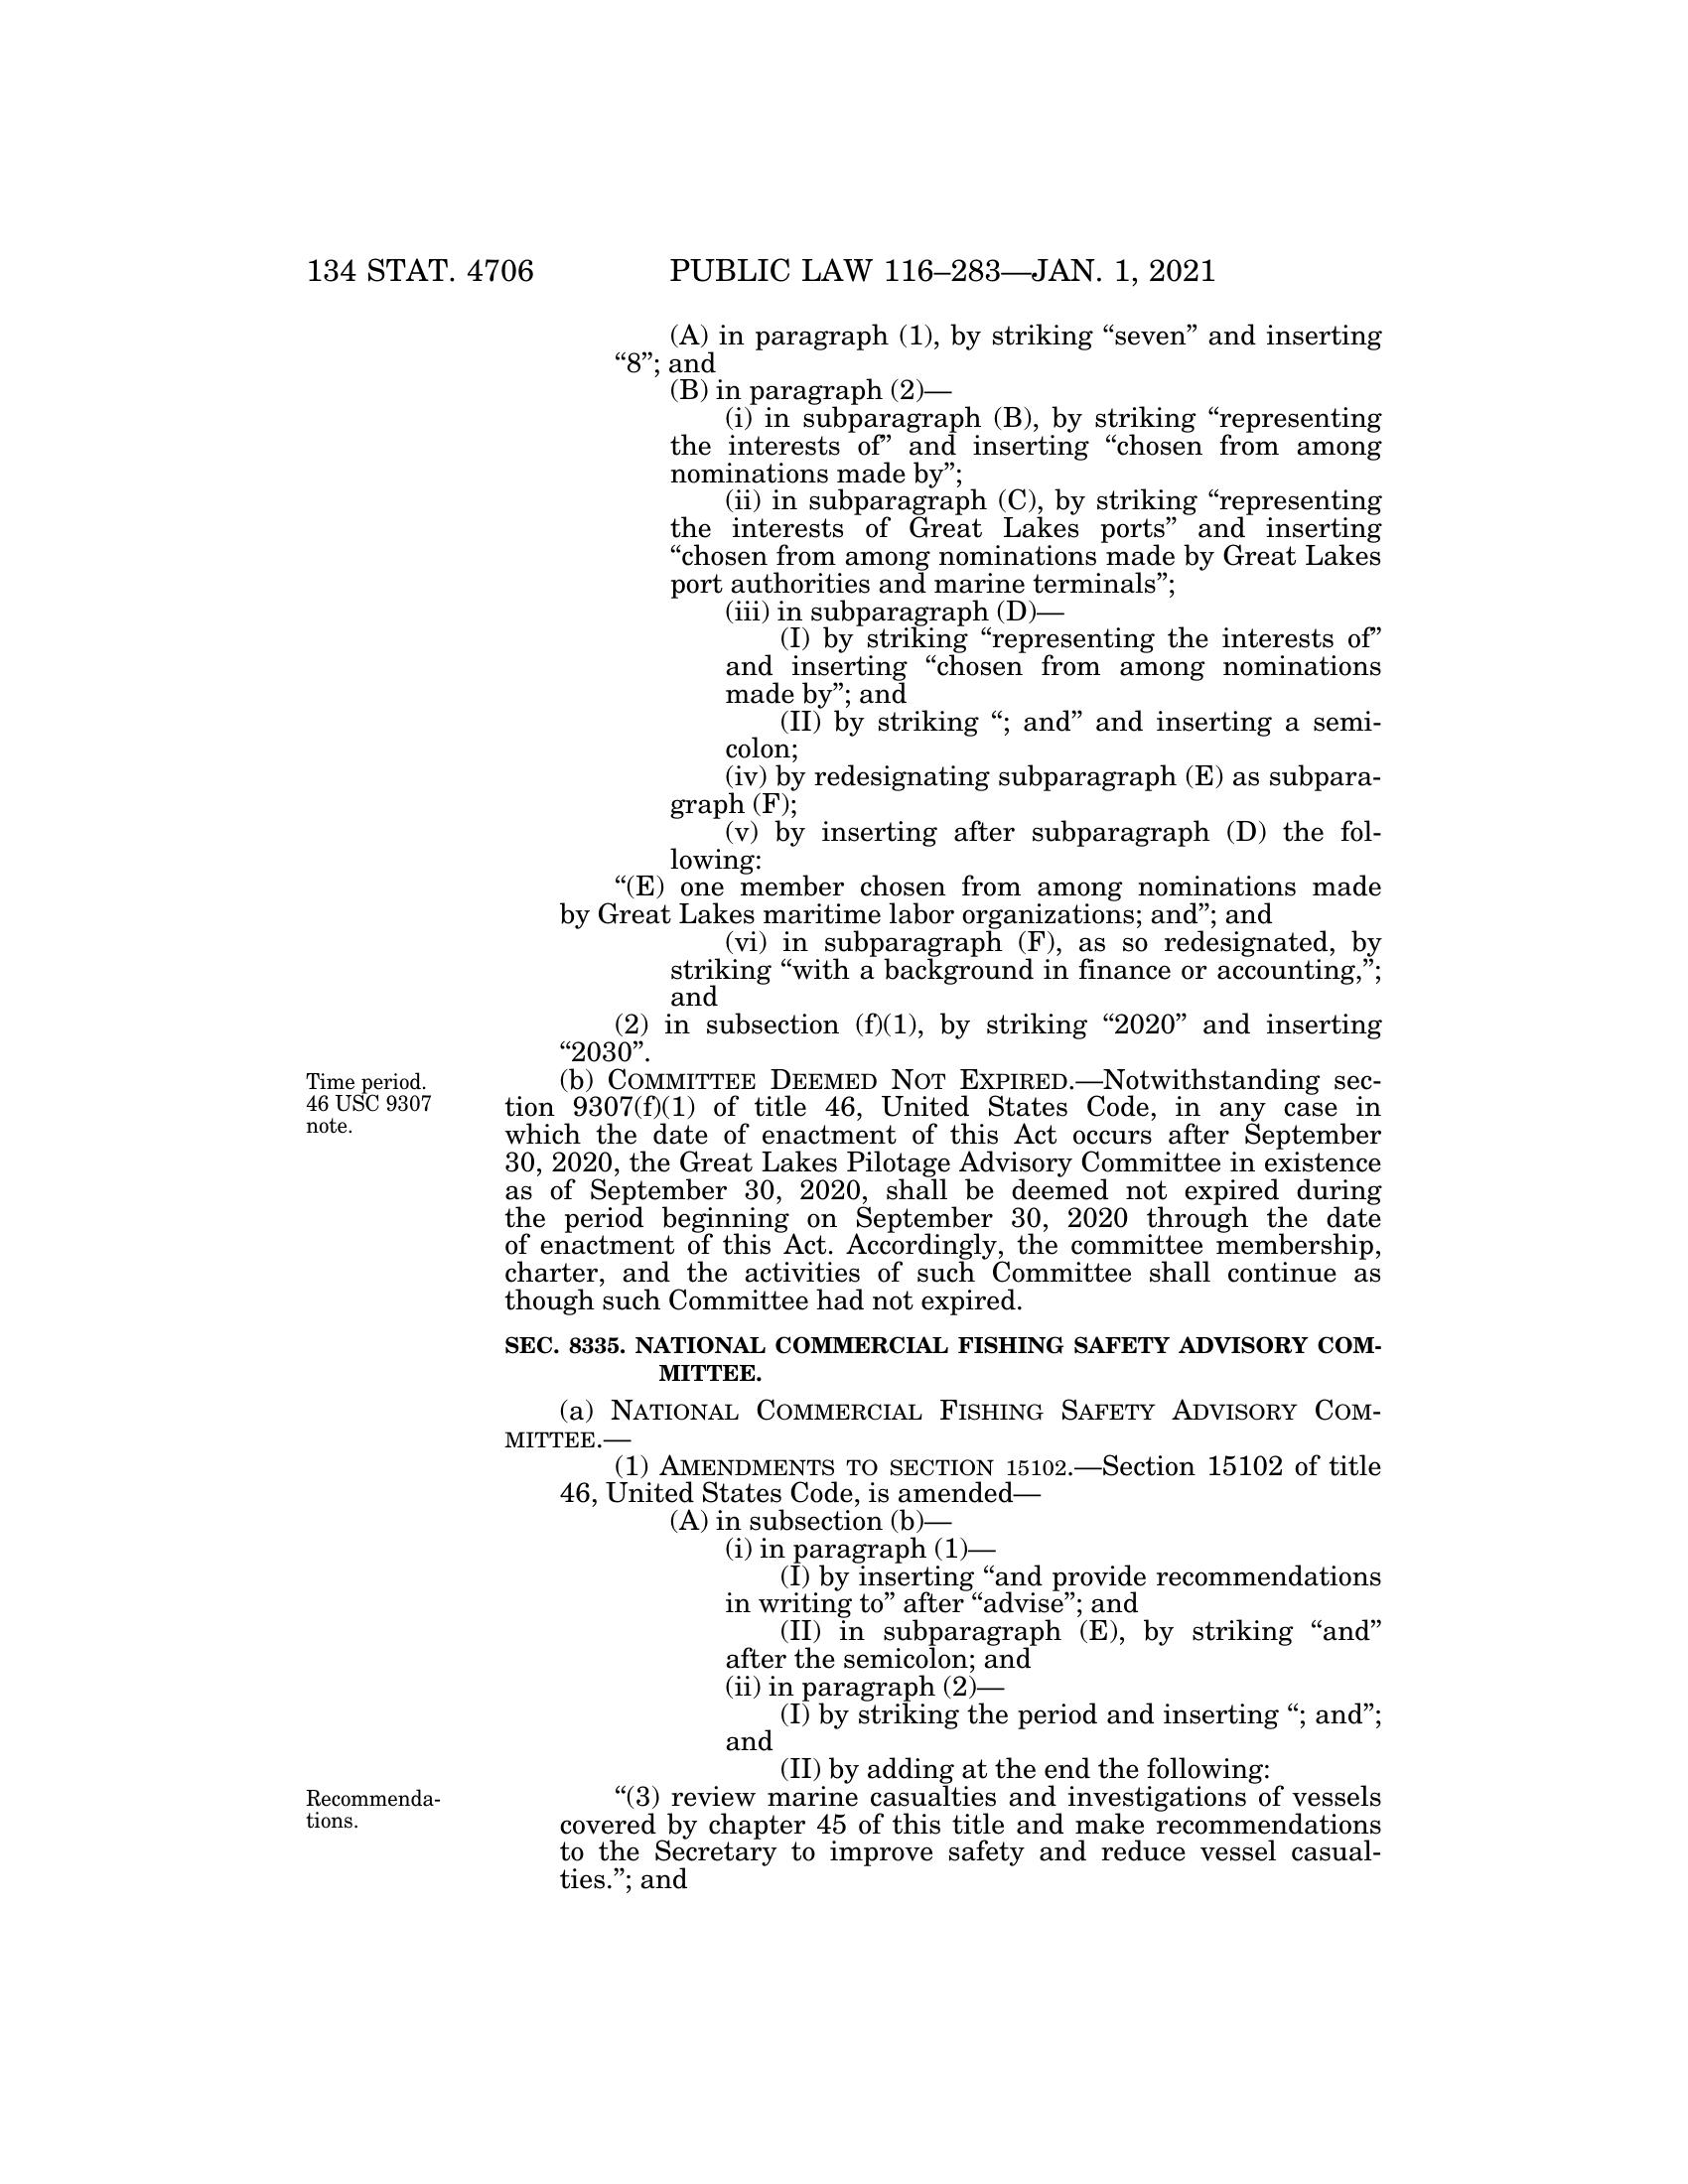 134 STAT. 4706 PUBLIC LAW 116–283—JAN. 1, 2021
(A) in paragraph (1), by striking “seven” and inserting
“8”; and
(B) in paragraph (2)—
(i) in subparagraph (B), by striking “representing
the interests of” and inserting “chosen from among
nominations made by”;
(ii) in subparagraph (C), by striking “representing
the interests of Great Lakes ports” and inserting
“chosen from among nominations made by Great Lakes
port authorities and marine terminals”;
(iii) in subparagraph (D)—
(I) by striking “representing the interests of”
and inserting “chosen from among nominations
made by”; and
(II) by striking “; and” and inserting a semi-
colon;
(iv) by redesignating subparagraph (E) as subpara-
graph (F);
(v) by inserting after subparagraph (D) the fol-
lowing:
“(E) one member chosen from among nominations made
by Great Lakes maritime labor organizations; and”; and
(vi) in subparagraph (F), as so redesignated, by
striking “with a background in finance or accounting,”;
and
(2) in subsection (f)(1), by striking “2020” and inserting
“2030”.
Time period.
46 USC 9307
note.
(b) COMMITTEE DEEMED NOT EXPIRED.—Notwithstanding sec-
tion 9307(f)(1) of title 46, United States Code, in any case in
which the date of enactment of this Act occurs after September
30, 2020, the Great Lakes Pilotage Advisory Committee in existence
as of September 30, 2020, shall be deemed not expired during
the period beginning on September 30, 2020 through the date
of enactment of this Act. Accordingly, the committee membership,
charter, and the activities of such Committee shall continue as
though such Committee had not expired.
SEC. 8335. NATIONAL COMMERCIAL FISHING SAFETY ADVISORY COM-
MITTEE.
(a) NATIONAL COMMERCIAL FISHING SAFETY ADVISORY COM-
MITTEE.—
(1) AMENDMENTS TO SECTION 15102.—Section 15102 of title
46, United States Code, is amended—
(A) in subsection (b)—
(i) in paragraph (1)—
(I) by inserting “and provide recommendations
in writing to” after “advise”; and
(II) in subparagraph (E), by striking “and”
after the semicolon; and
(ii) in paragraph (2)—
(I) by striking the period and inserting “; and”;
and
(II) by adding at the end the following:
Recommenda-
tions.
“(3) review marine casualties and investigations of vessels
covered by chapter 45 of this title and make recommendations
to the Secretary to improve safety and reduce vessel casual-
ties.”; and